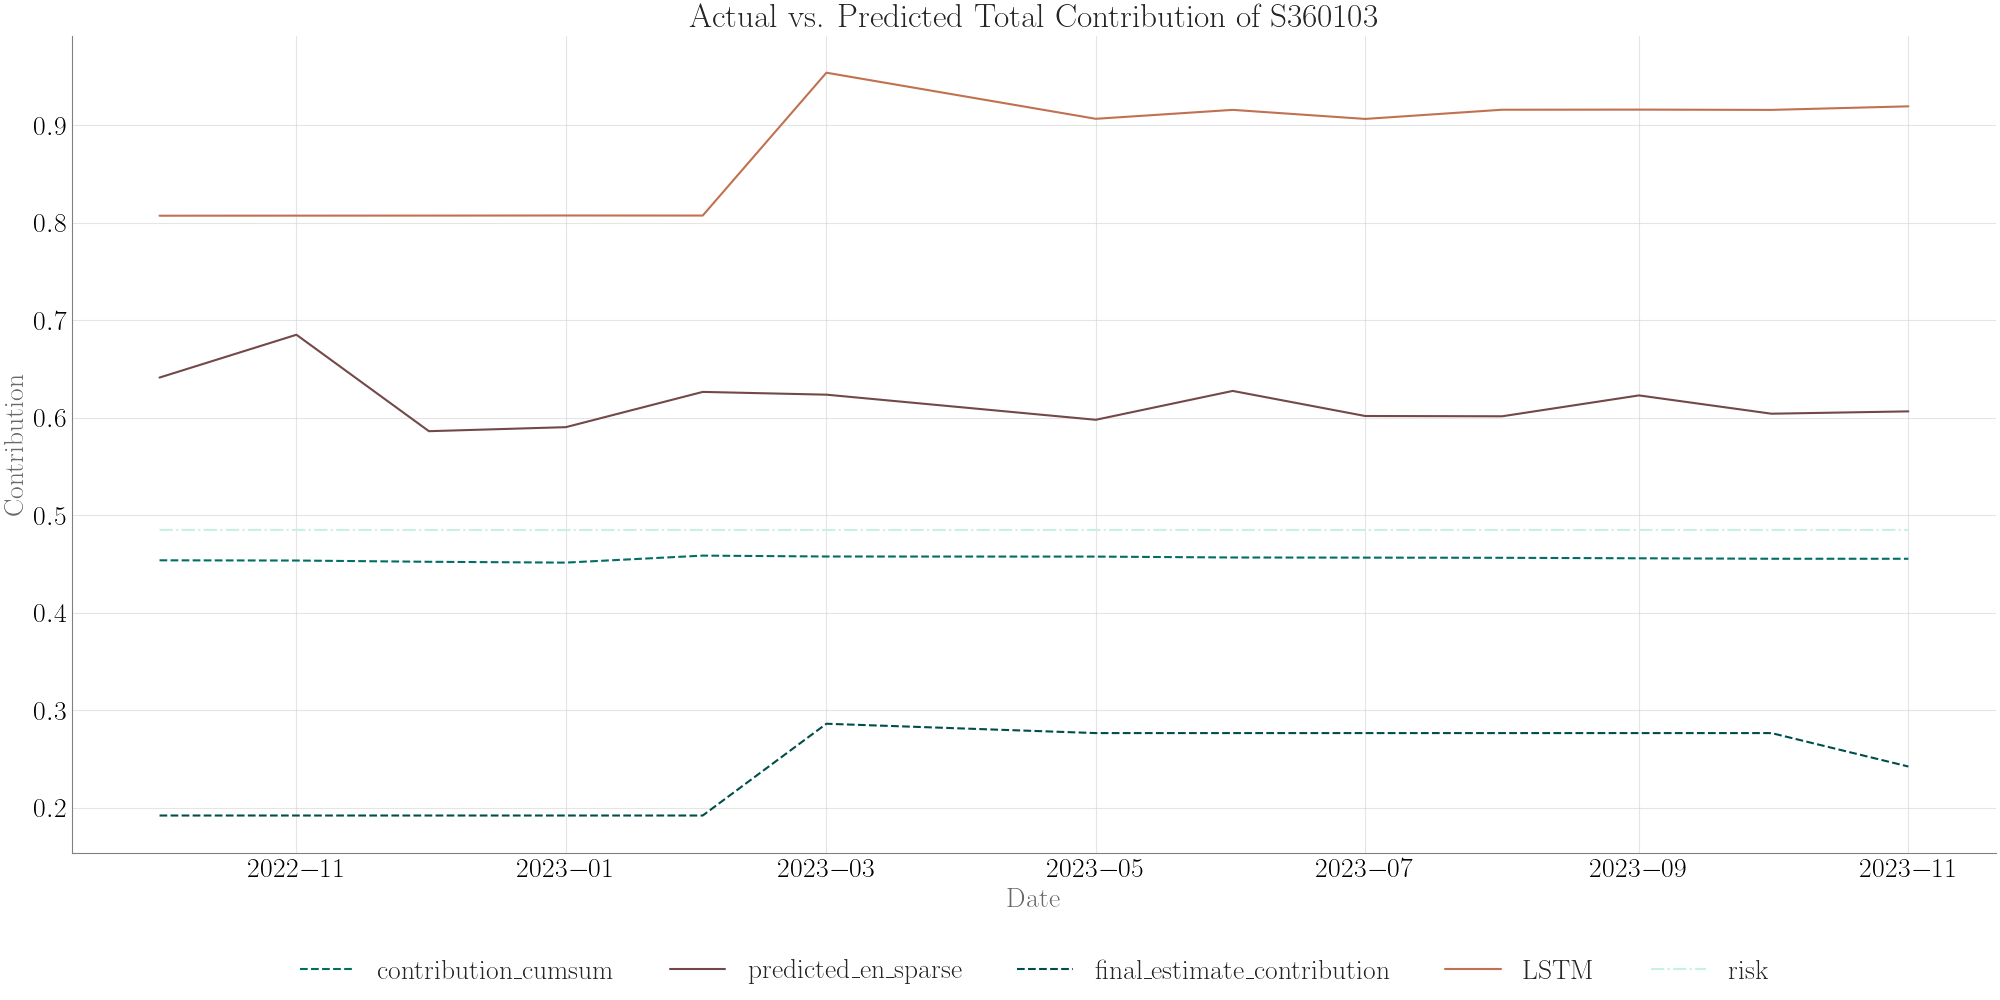 Actual vs. Predicted Total Contribution of S360103
Contribution
0.9
0.8
0.7
0.6
0.5
0.4
0.3
0.2
2022−11 2023−01 2023−03 2023−05 2023−07 2023−09 2023−11
Date
contribution_cumsum predicted_en_sparse final_estimate_contribution LSTM risk